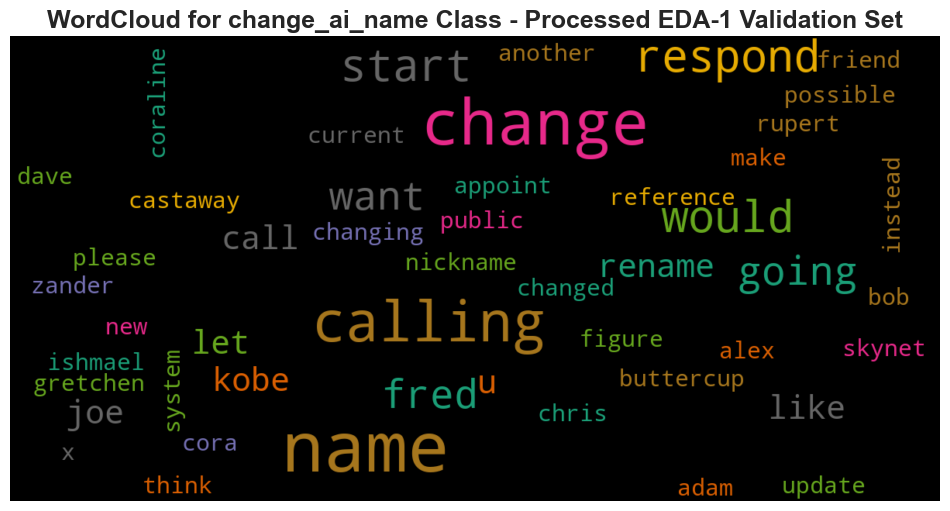 WordCloud for change_ai_name Class - Processed EDA-1 Validation Set
coraline
start
another
respond
friend
possible
change
current
rupert
make
dave
castaway
want
appoint
reference
instead
public
would
call
changing
please
nickname
rename
going
zander
changed
bob
calling
new
let
figure
alex
skynet
ishmael
gretchen
system
kobe
fred
u
buttercup
joe
chris
like
x
cora
name
think
adam
update